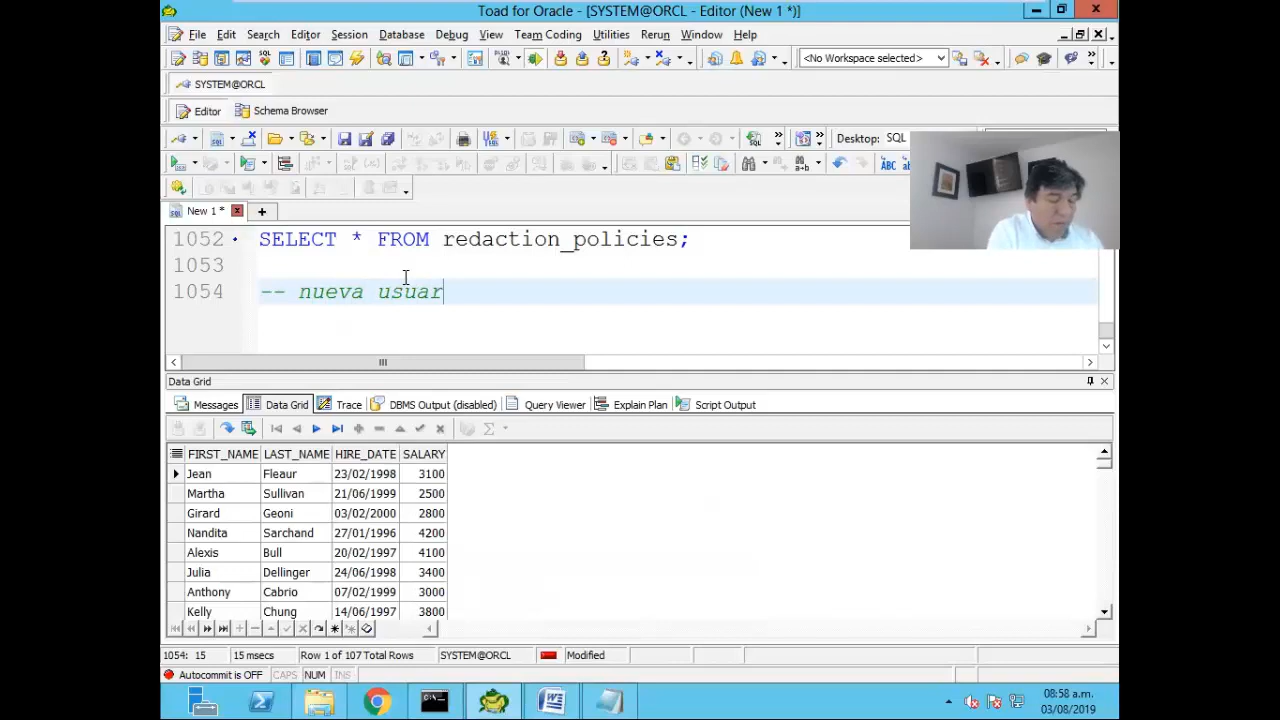 Toad for Oracle - [SYSTEM@ORCL - Editor (New 1 *)]
File Edit Search Editor Session Database Debug View Team Coding Utilities Rerun Window Help
<No Workspace selected>
SYSTEM@ORCL
Editor Schema Browser
Desktop: SQL
New 1 *
1052 SELECT * FROM redaction_policies;
1053
1054 -- nueva usuar
Data Grid
Messages Data Grid Trace DBMS Output (disabled) Query Viewer Explain Plan Script Output
FIRST_NAME LAST_NAME HIRE_DATE SALARY
Jean Fleaur 23/02/1998 3100
Martha Sullivan 21/06/1999 2500
Girard Geoni 03/02/2000 2800
Nandita Sarchand 27/01/1996 4200
Alexis Bull 20/02/1997 4100
Julia Dellinger 24/06/1998 3400
Anthony Cabrio 07/02/1999 3000
Kelly Chung 14/06/1997 3800
1054: 15 15 msecs Row 1 of 107 Total Rows SYSTEM@ORCL Modified
Autocommit is OFF CAPS NUM INS
08:58 a.m.
03/08/2019